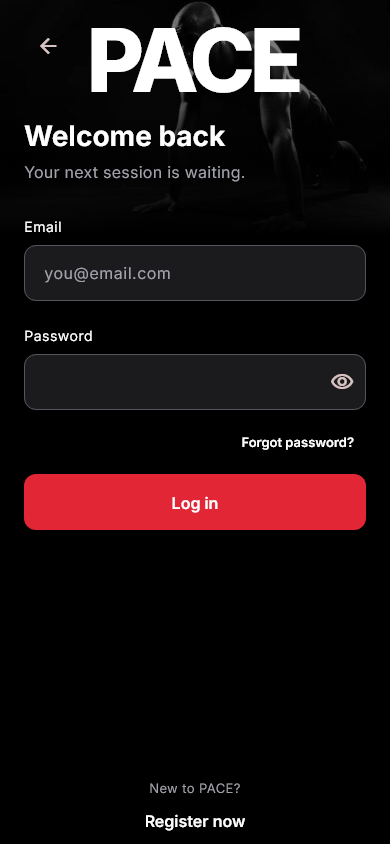 PACE
Welcome back
Your next session is waiting.
Email
you@email.com
Password
Forgot password?
Log in
New to PACE?
Register now